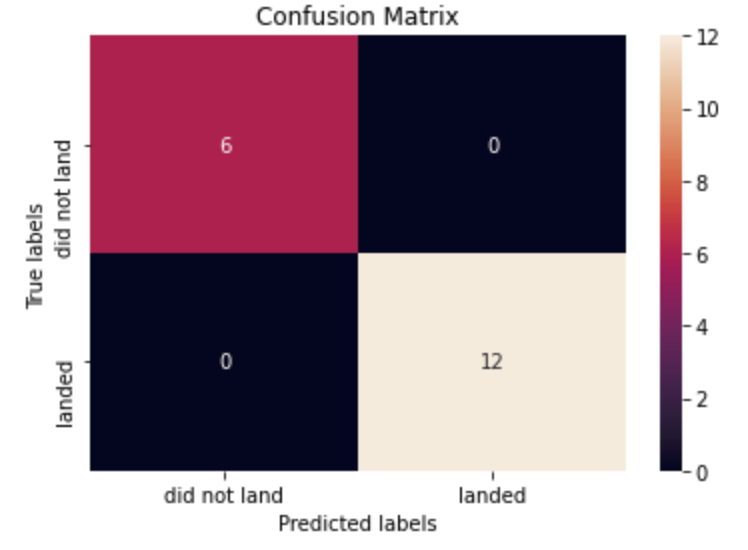 Confusion Matrix
True labels
did not land
landed
6
0
0
12
did not land
landed
Predicted labels
12
10
8
6
4
2
0